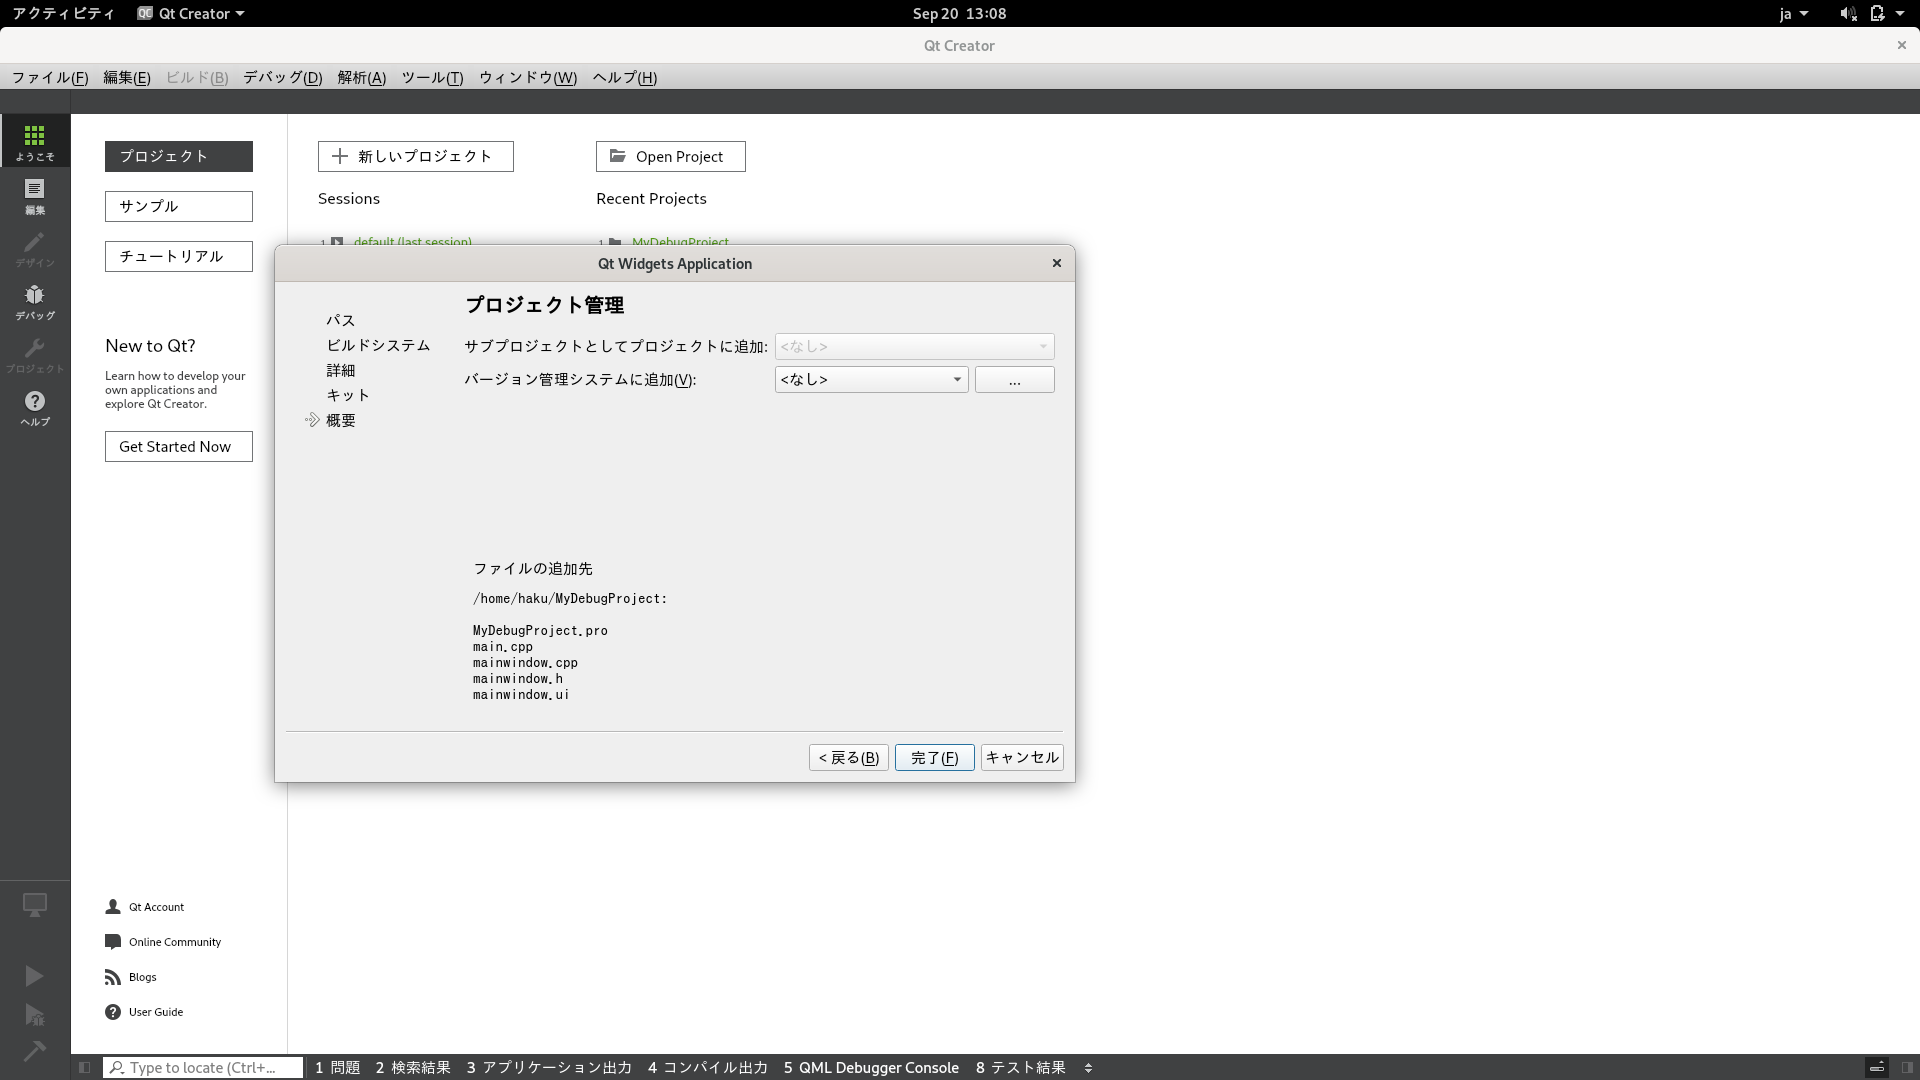 アクティビティ QC Qt Creator Sep 20 13:08 ja
Qt Creator
ファイル(F) 編集(E) ビルド(B) デバッグ(D) 解析(A) ツール(T) ウィンドウ(W) ヘルプ(H)
ようこそ
編集
デザイン
デバッグ
プロジェクト
ヘルプ
プロジェクト
サンプル
チュートリアル
New to Qt?
Learn how to develop your
own applications and
explore Qt Creator.
Get Started Now
Qt Account
Online Community
Blogs
User Guide
新しいプロジェクト
Open Project
Sessions
Recent Projects
1 default (last session)
1 MyDebugProject
Qt Widgets Application
パス
ビルドシステム
詳細
キット
概要
プロジェクト管理
サブプロジェクトとしてプロジェクトに追加: <なし>
バージョン管理システムに追加(V): <なし> ...
ファイルの追加先
/home/haku/MyDebugProject:
MyDebugProject.pro
main.cpp
mainwindow.cpp
mainwindow.h
mainwindow.ui
< 戻る(B) 完了(F) キャンセル
Type to locate (Ctrl+... 1 問題 2 検索結果 3 アプリケーション出力 4 コンパイル出力 5 QML Debugger Console 8 テスト結果